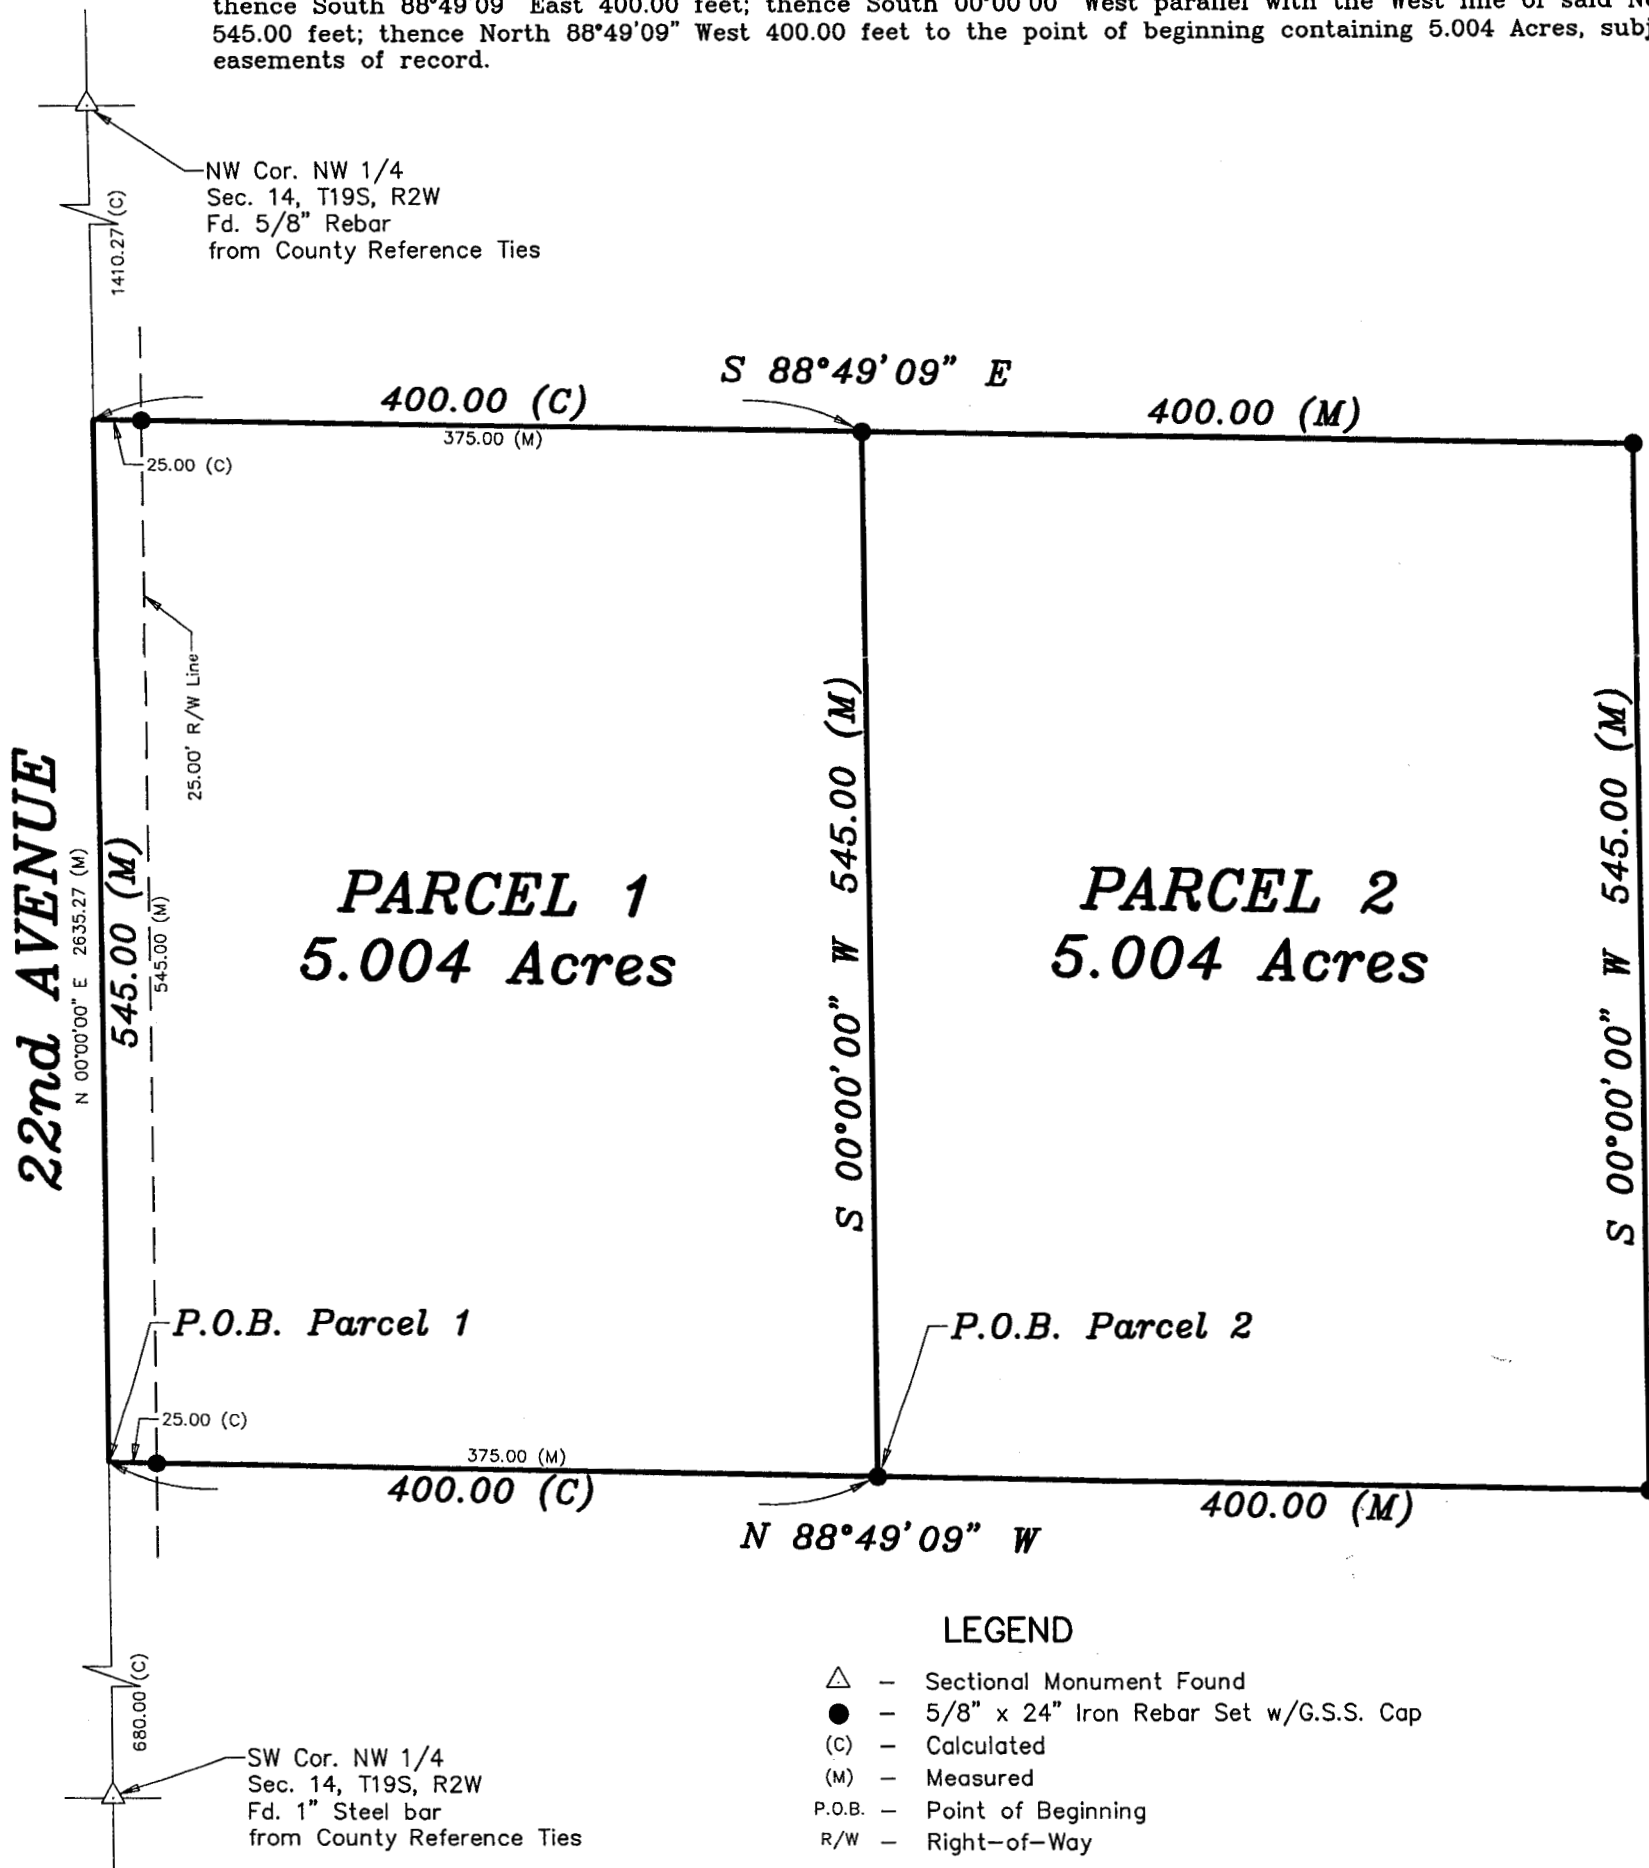 thence South 88°49'09" East 400.00 feet; thence South 00°00'00" West parallel with the West line of said
545.00 feet; thence North 88°49'09" West 400.00 feet to the point of beginning containing 5.004 Acres,
easements of record.
NW Cor. NW 1/4
Sec. 14, T19S, R2W
Fd. 5/8" Rebar
from County Reference Ties
1410.27 (C)
S 88°49'09" E
400.00 (C)
400.00 (M)
375.00 (M)
25.00 (C)
25.00' R/W Line
22nd AVENUE
N 00°00'00" E 2635.27 (M)
545.00 (M)
545.00 (M)
PARCEL 1
5.004 Acres
S 00°00'00" W 545.00 (M)
PARCEL 2
5.004 Acres
S 00°00'00" W 545.00 (M)
P.O.B. Parcel 1
P.O.B. Parcel 2
25.00 (C)
375.00 (M)
400.00 (C)
400.00 (M)
N 88°49'09" W
680.00 (C)
SW Cor. NW 1/4
Sec. 14, T19S, R2W
Fd. 1" Steel bar
from County Reference Ties
LEGEND
△ – Sectional Monument Found
● – 5/8" x 24" Iron Rebar Set w/G.S.S. Cap
(C) – Calculated
(M) – Measured
P.O.B. – Point of Beginning
R/W – Right-of-Way